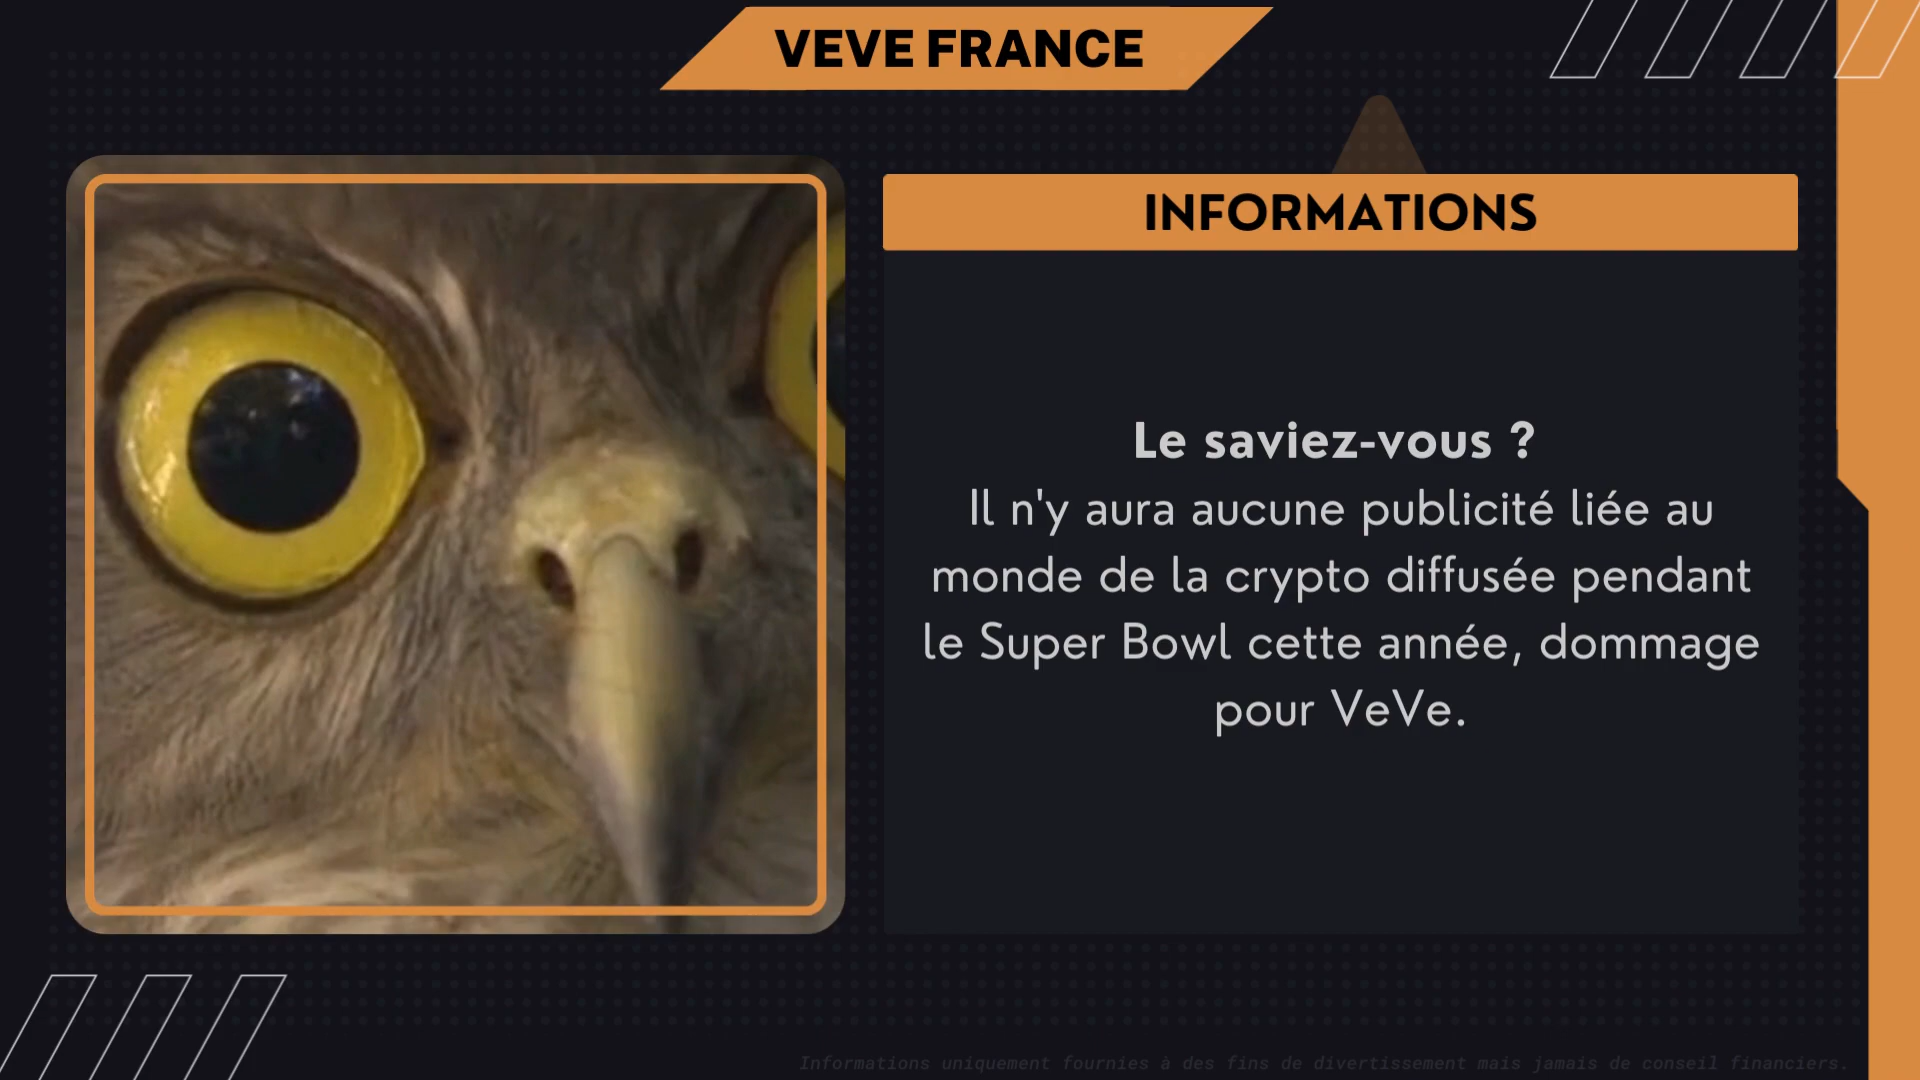 VEVE FRANCE
INFORMATIONS
Le saviez-vous ?
Il n'y aura aucune publicité liée au
monde de la crypto diffusée pendant
le Super Bowl cette année, dommage
pour VeVe.
Informations uniquement fournies à des fins de divertissement mais jamais de conseil financiers.